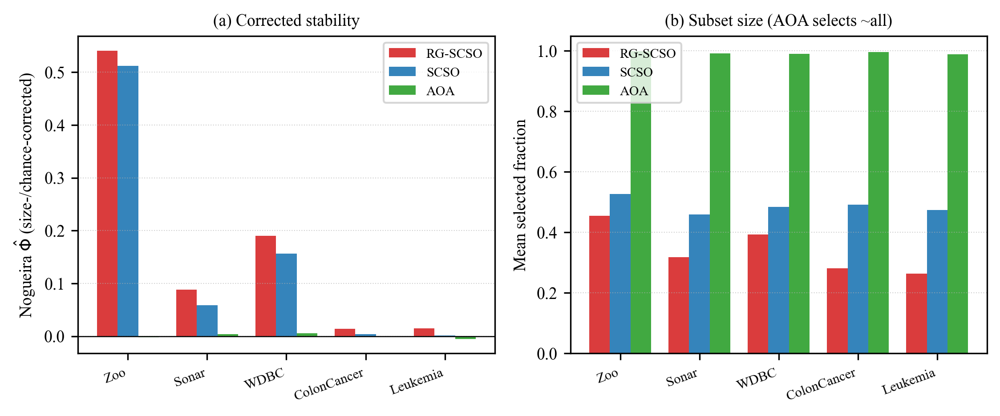 (a) Corrected stability
Nogueira Φ̂ (size-/chance-corrected)
0.5
0.4
0.3
0.2
0.1
0.0
RG-SCSO
SCSO
AOA
Zoo
Sonar
WDBC
ColonCancer
Leukemia
(b) Subset size (AOA selects ~all)
Mean selected fraction
1.0
0.8
0.6
0.4
0.2
0.0
RG-SCSO
SCSO
AOA
Zoo
Sonar
WDBC
ColonCancer
Leukemia